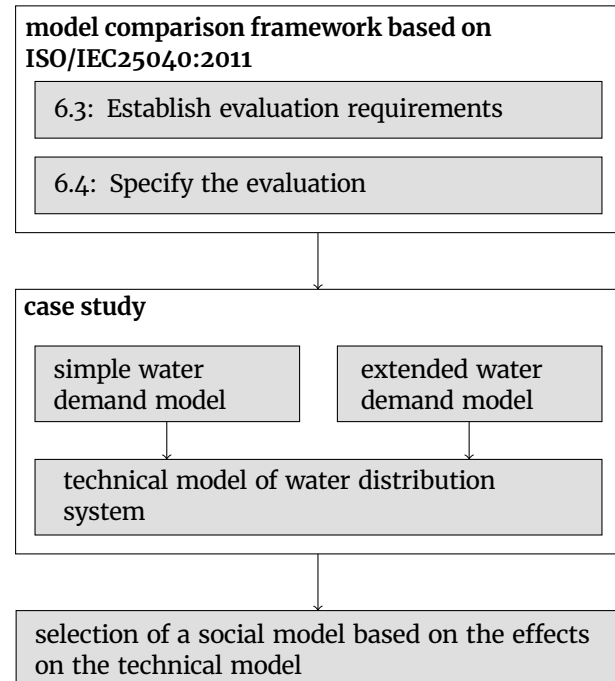 model comparison framework based on
ISO/IEC25040:2011
6.3: Establish evaluation requirements
6.4: Specify the evaluation
case study
simple water
demand model
extended water
demand model
technical model of water distribution
system
selection of a social model based on the effects
on the technical model